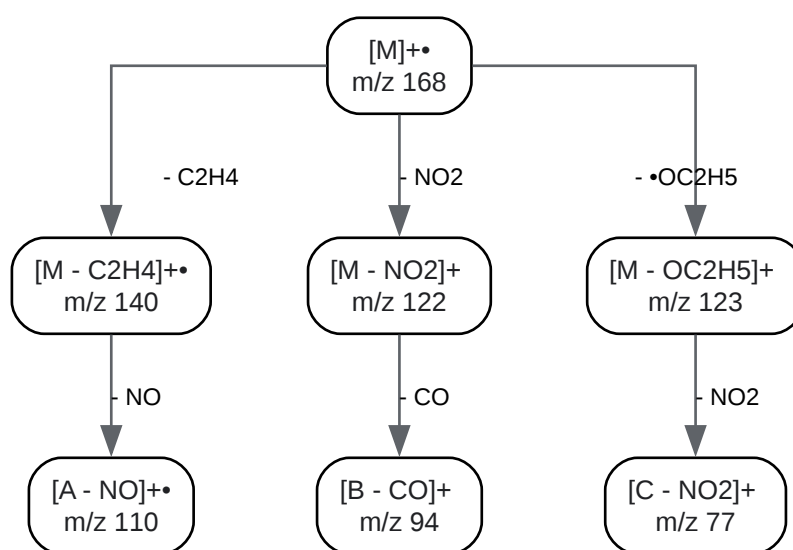 [M]+•
m/z 168
- C2H4
- NO2
- •OC2H5
[M - C2H4]+•
m/z 140
[M - NO2]+
m/z 122
[M - OC2H5]+
m/z 123
- NO
- CO
- NO2
[A - NO]+•
m/z 110
[B - CO]+
m/z 94
[C - NO2]+
m/z 77